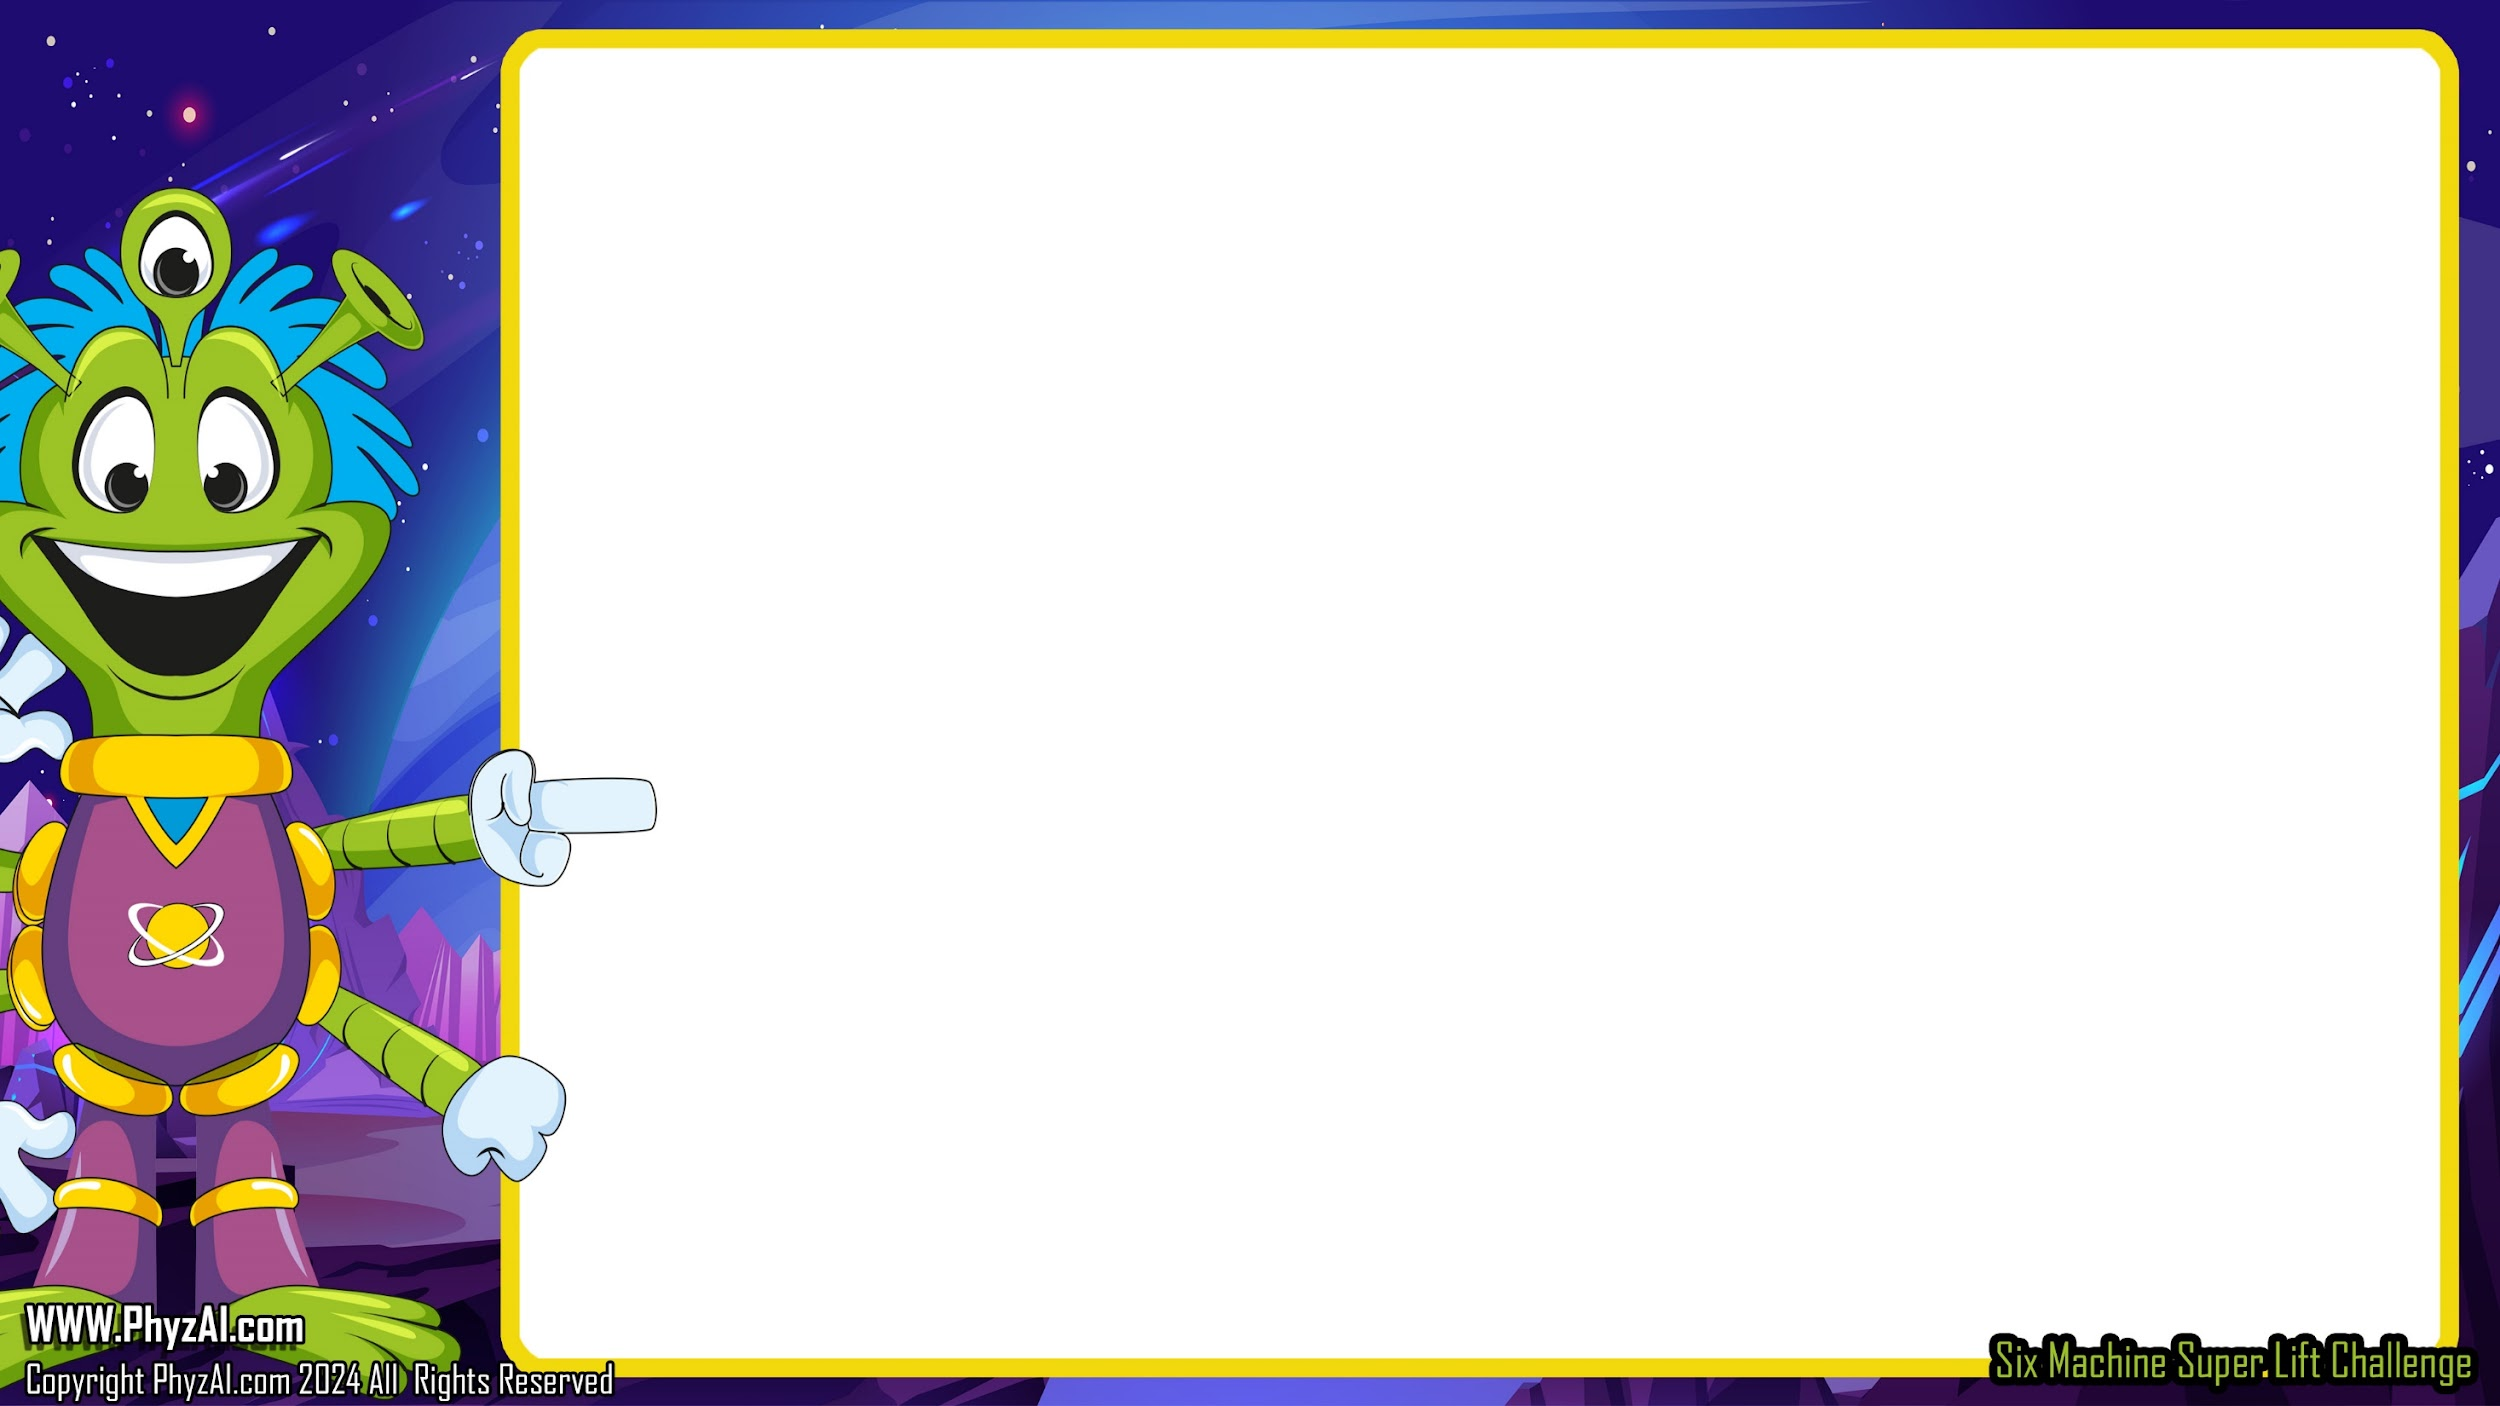 WWW.PhyzAI.com
Copyright PhyzAI.com 2024 All Rights Reserved
Six Machine Super Lift Challenge